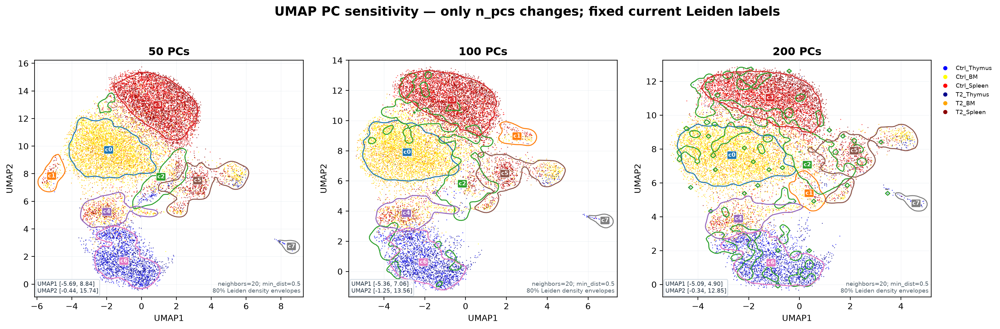 UMAP PC sensitivity — only n_pcs changes; fixed current Leiden labels
50 PCs
UMAP2
16
14
12
10
8
6
4
2
0
−6 −4 −2 0 2 4 6 8
UMAP1
c3
c0
c1
c2
c5
c4
c6
c7
UMAP1 [-5.69, 8.84]
UMAP2 [-0.44, 15.74]
neighbors=20; min_dist=0.5
80% Leiden density envelopes
100 PCs
UMAP2
14
12
10
8
6
4
2
0
−4 −2 0 2 4 6
UMAP1
c3
c1
c0
c5
c2
c4
c7
c6
UMAP1 [-5.36, 7.06]
UMAP2 [-1.25, 13.56]
neighbors=20; min_dist=0.5
80% Leiden density envelopes
200 PCs
UMAP2
12
10
8
6
4
2
0
−4 −2 0 2 4
UMAP1
c3
c5
c0
c2
c1
c7
c4
c6
UMAP1 [-5.09, 4.90]
UMAP2 [-0.34, 12.85]
neighbors=20; min_dist=0.5
80% Leiden density envelopes
Ctrl_Thymus
Ctrl_BM
Ctrl_Spleen
T2_Thymus
T2_BM
T2_Spleen